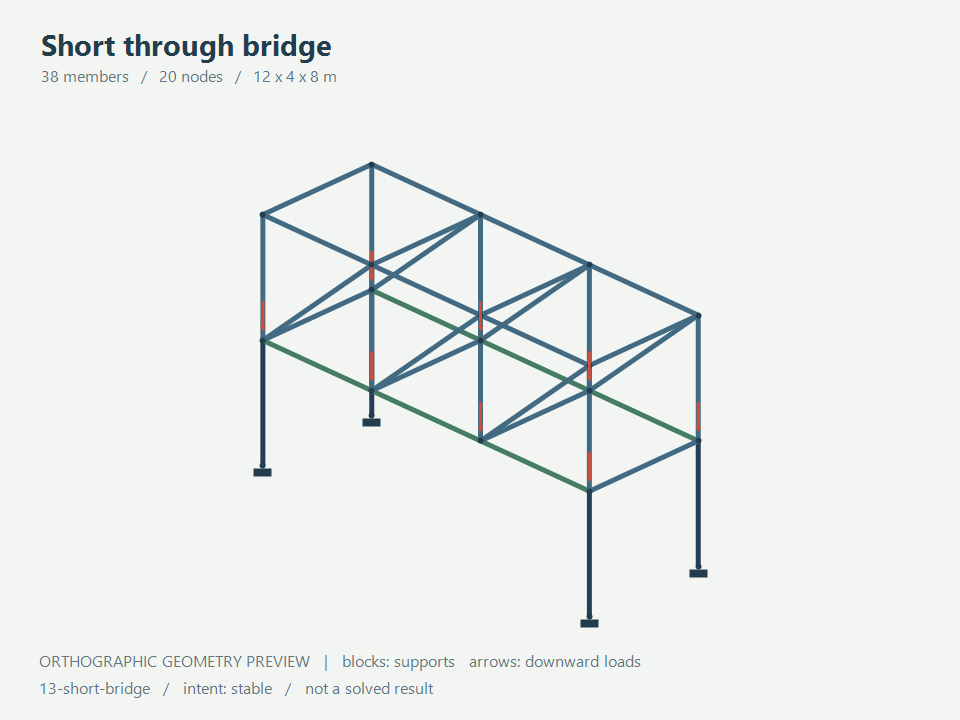 Short through bridge
38 members / 20 nodes / 12 x 4 x 8 m
ORTHOGRAPHIC GEOMETRY PREVIEW | blocks: supports arrows: downward loads
13-short-bridge / intent: stable / not a solved result